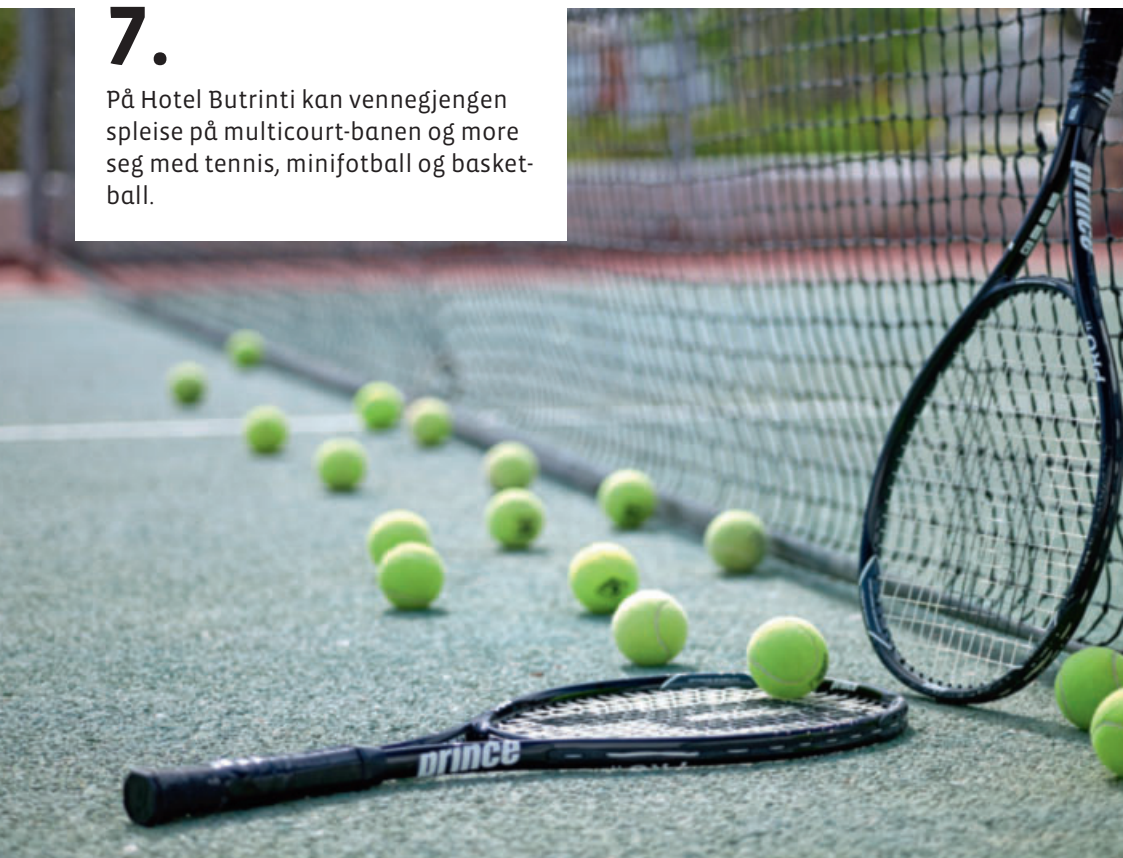 7.
På Hotel Butrinti kan vennegjengen
spleise på multicourt-banen og more
seg med tennis, minifotball og basket-
ball.
prince
prince